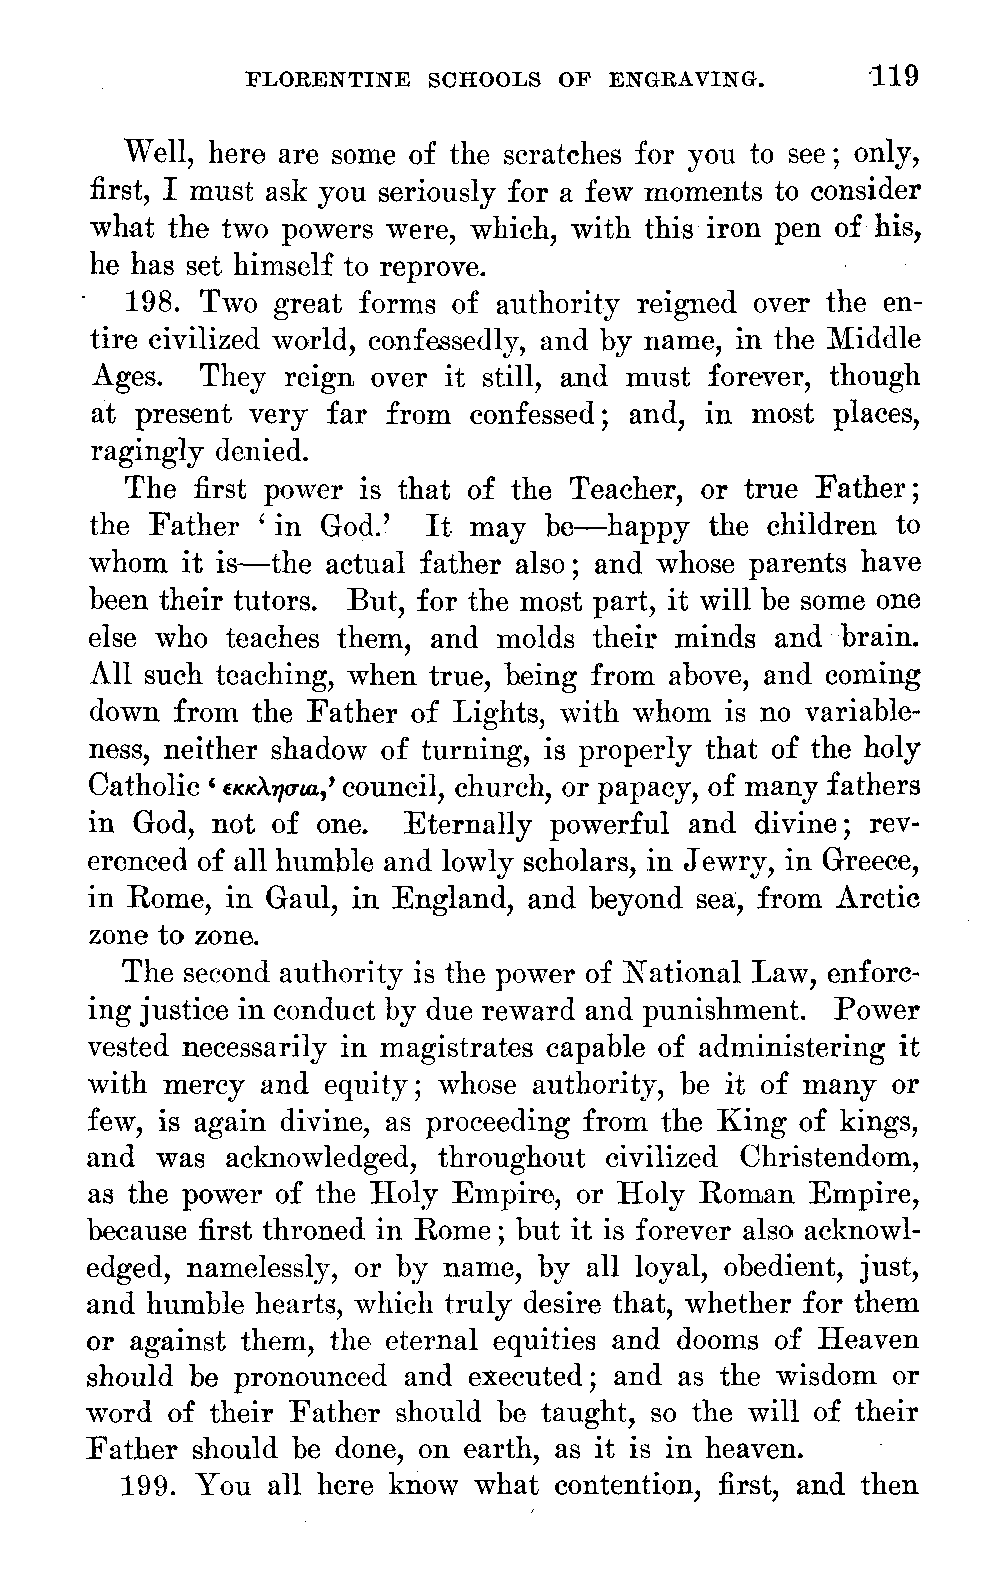 FLORENTINE SCHOOLS OF ENGRAVING. 119
Well, here are some of the scratches for you to see; only,
first, I must ask you seriously for a few moments to consider
what the two powers were, which, with this iron pen of his,
he has set himself to reprove.
198. Two great forms of authority reigned over the en-
tire civilized world, confessedly, and by name, in the Middle
Ages. They reign over it still, and must forever, though
at present very far from confessed; and, in most places,
ragingly denied.
The first power is that of the Teacher, or true Father;
the Father ‘in God.’ It may be—happy the children to
whom it is—the actual father also; and whose parents have
been their tutors. But, for the most part, it will be some one
else who teaches them, and molds their minds and brain.
All such teaching, when true, being from above, and coming
down from the Father of Lights, with whom is no variable-
ness, neither shadow of turning, is properly that of the holy
Catholic ‘εκκλησια,’ council, church, or papacy, of many fathers
in God, not of one. Eternally powerful and divine; rev-
erenced of all humble and lowly scholars, in Jewry, in Greece,
in Rome, in Gaul, in England, and beyond sea, from Arctic
zone to zone.
The second authority is the power of National Law, enforc-
ing justice in conduct by due reward and punishment. Power
vested necessarily in magistrates capable of administering it
with mercy and equity; whose authority, be it of many or
few, is again divine, as proceeding from the King of kings,
and was acknowledged, throughout civilized Christendom,
as the power of the Holy Empire, or Holy Roman Empire,
because first throned in Rome; but it is forever also acknowl-
edged, namelessly, or by name, by all loyal, obedient, just,
and humble hearts, which truly desire that, whether for them
or against them, the eternal equities and dooms of Heaven
should be pronounced and executed; and as the wisdom or
word of their Father should be taught, so the will of their
Father should be done, on earth, as it is in heaven.
199. You all here know what contention, first, and then